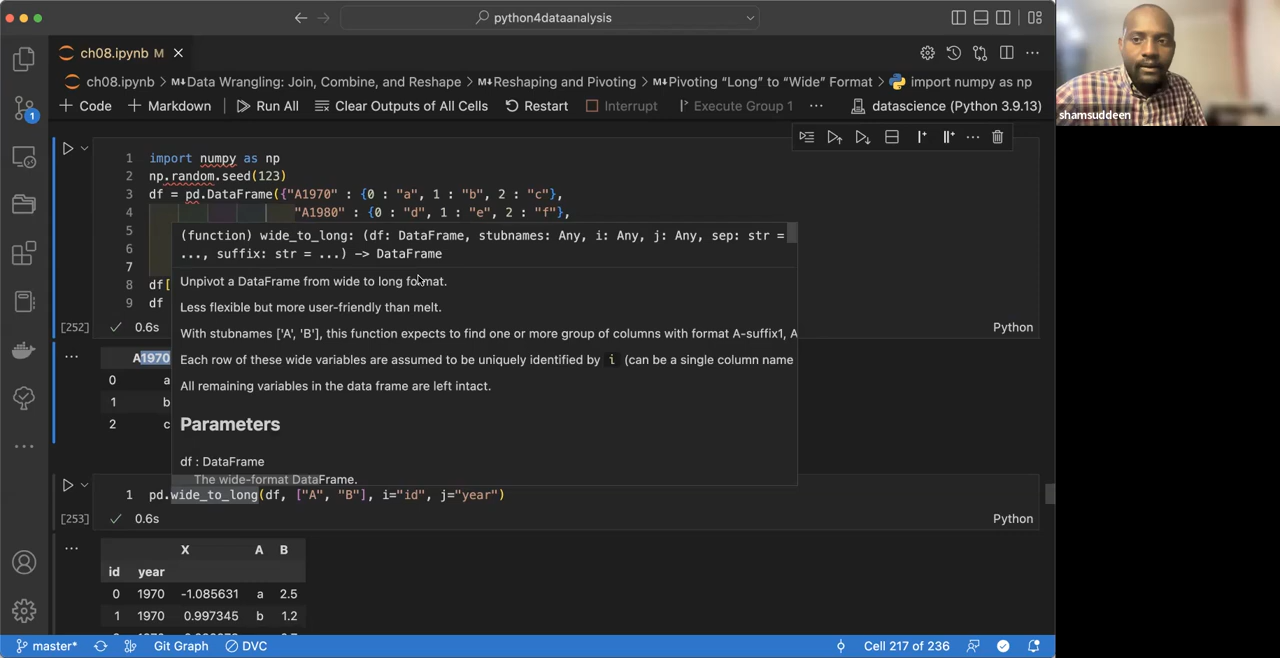 python4dataanalysis
ch08.ipynb M
ch08.ipynb > Data Wrangling: Join, Combine, and Reshape > Reshaping and Pivoting > Pivoting “Long” to “Wide” Format > import numpy as np
+ Code + Markdown Run All Clear Outputs of All Cells Restart Interrupt Execute Group 1 ... datascience (Python 3.9.13)
shamsuddeen
1 import numpy as np
2 np.random.seed(123)
3 df = pd.DataFrame({"A1970" : {0 : "a", 1 : "b", 2 : "c"},
4 "A1980" : {0 : "d", 1 : "e", 2 : "f"},
5
6
7
8 df[
9 df
(function) wide_to_long: (df: DataFrame, stubnames: Any, i: Any, j: Any, sep: str =
..., suffix: str = ...) -> DataFrame
Unpivot a DataFrame from wide to long format.
Less flexible but more user-friendly than melt.
With stubnames ['A', 'B'], this function expects to find one or more group of columns with format A-suffix1, A
Each row of these wide variables are assumed to be uniquely identified by i (can be a single column name
All remaining variables in the data frame are left intact.
Parameters
df : DataFrame
The wide-format DataFrame.
[252] 0.6s Python
A1970
0 a
1 b
2 c
1 pd.wide_to_long(df, ["A", "B"], i="id", j="year")
[253] 0.6s Python
X A B
id year
0 1970 -1.085631 a 2.5
1 1970 0.997345 b 1.2
1
master* Git Graph DVC Cell 217 of 236